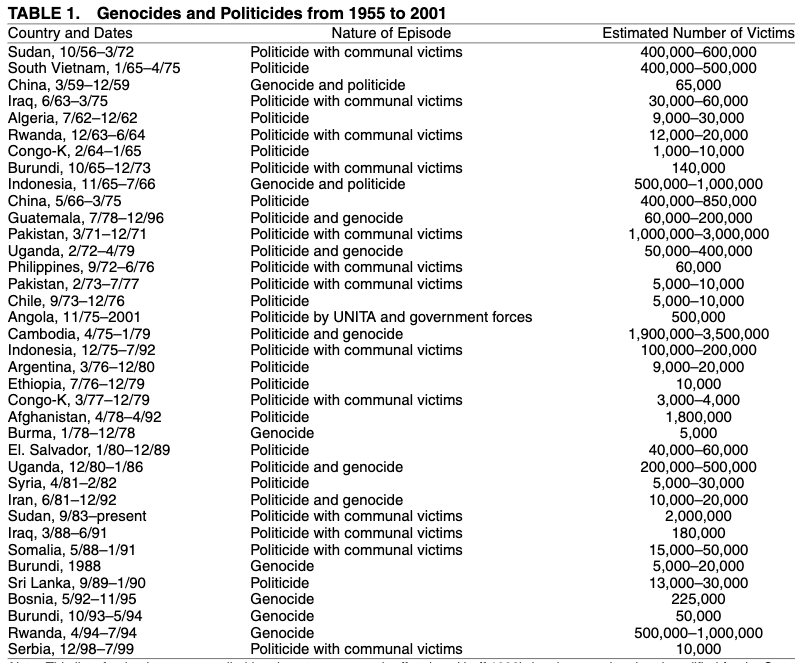 TABLE 1. Genocides and Politicides from 1955 to 2001
Country and Dates Nature of Episode Estimated Number of Victims
Sudan, 10/56–3/72 Politicide with communal victims 400,000–600,000
South Vietnam, 1/65–4/75 Politicide 400,000–500,000
China, 3/59–12/59 Genocide and politicide 65,000
Iraq, 6/63–3/75 Politicide with communal victims 30,000–60,000
Algeria, 7/62–12/62 Politicide 9,000–30,000
Rwanda, 12/63–6/64 Politicide with communal victims 12,000–20,000
Congo-K, 2/64–1/65 Politicide 1,000–10,000
Burundi, 10/65–12/73 Politicide with communal victims 140,000
Indonesia, 11/65–7/66 Genocide and politicide 500,000–1,000,000
China, 5/66–3/75 Politicide 400,000–850,000
Guatemala, 7/78–12/96 Politicide and genocide 60,000–200,000
Pakistan, 3/71–12/71 Politicide with communal victims 1,000,000–3,000,000
Uganda, 2/72–4/79 Politicide and genocide 50,000–400,000
Philippines, 9/72–6/76 Politicide with communal victims 60,000
Pakistan, 2/73–7/77 Politicide with communal victims 5,000–10,000
Chile, 9/73–12/76 Politicide 5,000–10,000
Angola, 11/75–2001 Politicide by UNITA and government forces 500,000
Cambodia, 4/75–1/79 Politicide and genocide 1,900,000–3,500,000
Indonesia, 12/75–7/92 Politicide with communal victims 100,000–200,000
Argentina, 3/76–12/80 Politicide 9,000–20,000
Ethiopia, 7/76–12/79 Politicide 10,000
Congo-K, 3/77–12/79 Politicide with communal victims 3,000–4,000
Afghanistan, 4/78–4/92 Politicide 1,800,000
Burma, 1/78–12/78 Genocide 5,000
El. Salvador, 1/80–12/89 Politicide 40,000–60,000
Uganda, 12/80–1/86 Politicide and genocide 200,000–500,000
Syria, 4/81–2/82 Politicide 5,000–30,000
Iran, 6/81–12/92 Politicide and genocide 10,000–20,000
Sudan, 9/83–present Politicide with communal victims 2,000,000
Iraq, 3/88–6/91 Politicide with communal victims 180,000
Somalia, 5/88–1/91 Politicide with communal victims 15,000–50,000
Burundi, 1988 Genocide 5,000–20,000
Sri Lanka, 9/89–1/90 Politicide 13,000–30,000
Bosnia, 5/92–11/95 Genocide 225,000
Burundi, 10/93–5/94 Genocide 50,000
Rwanda, 4/94–7/94 Genocide 500,000–1,000,000
Serbia, 12/98–7/99 Politicide with communal victims 10,000